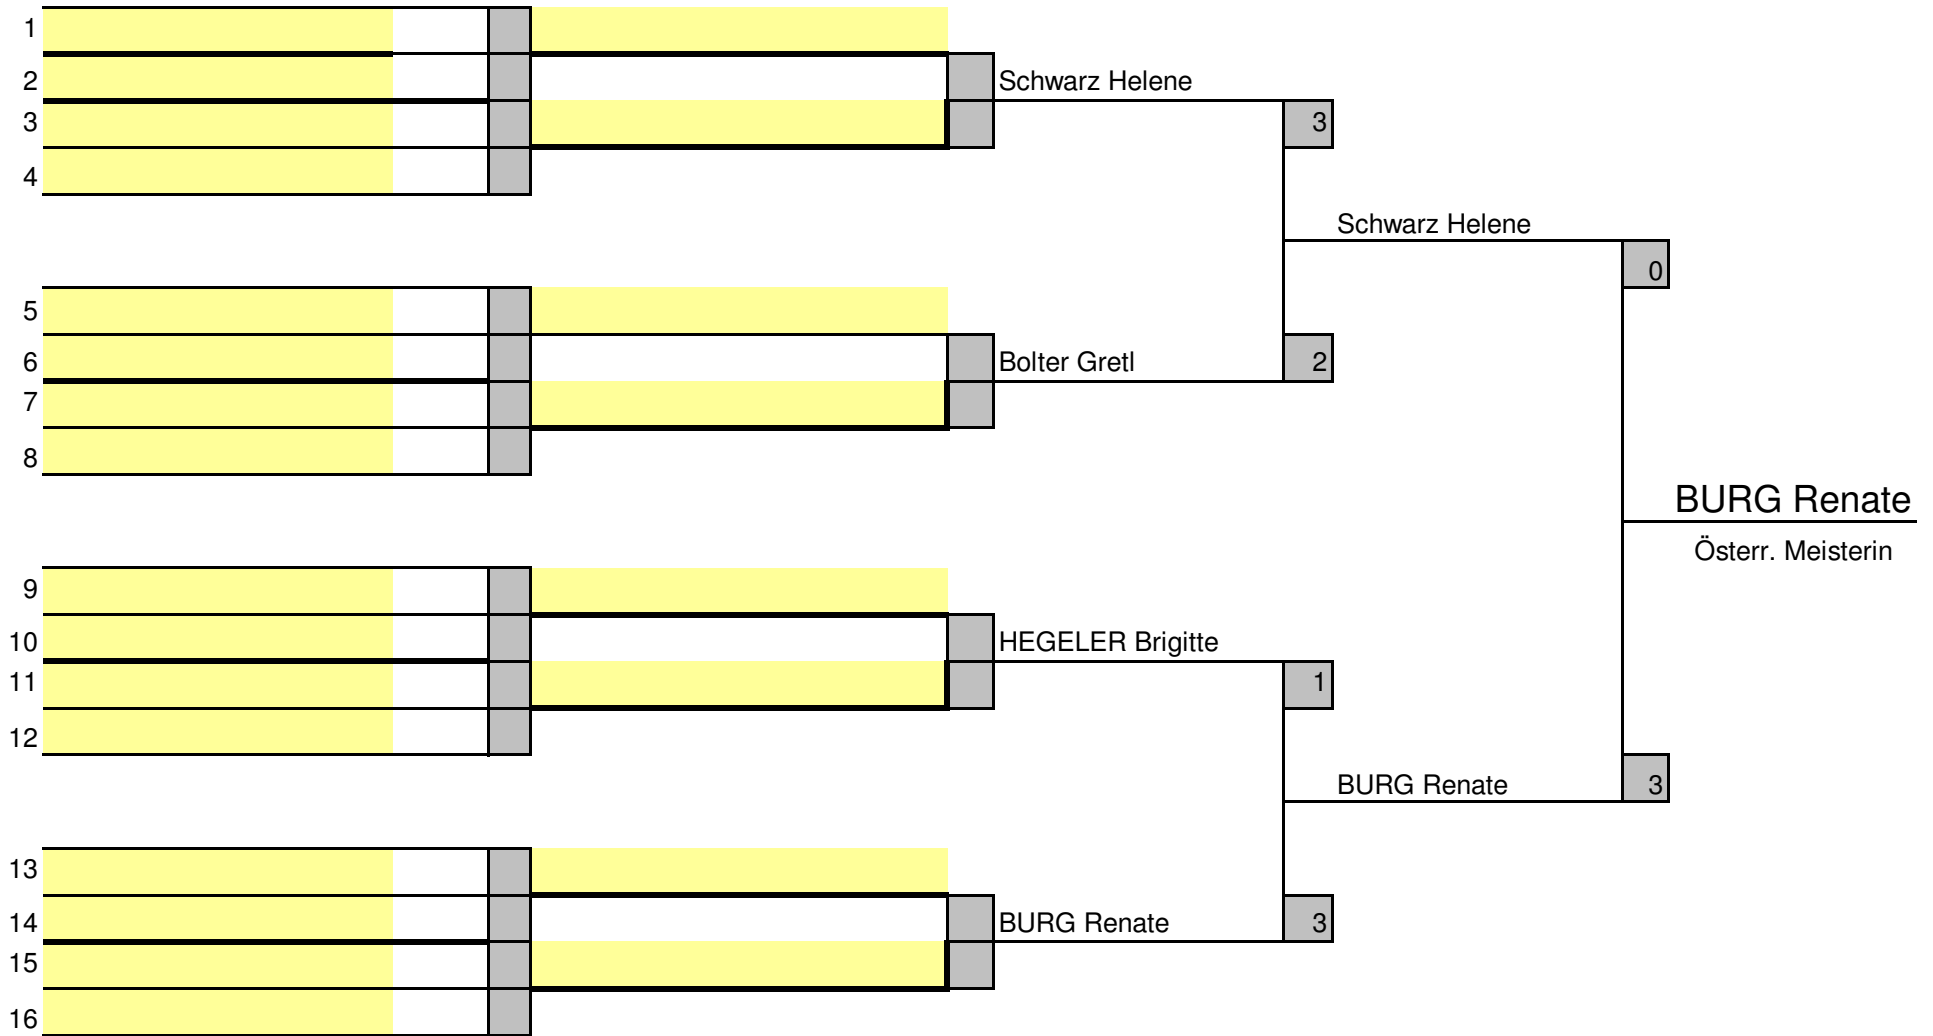 1
2
Schwarz Helene
3
3
4
Schwarz Helene
0
5
6
Bolter Gretl
2
7
8
BURG Renate
Österr. Meisterin
9
10
HEGELER Brigitte
11
1
12
BURG Renate
3
13
14
BURG Renate
3
15
16